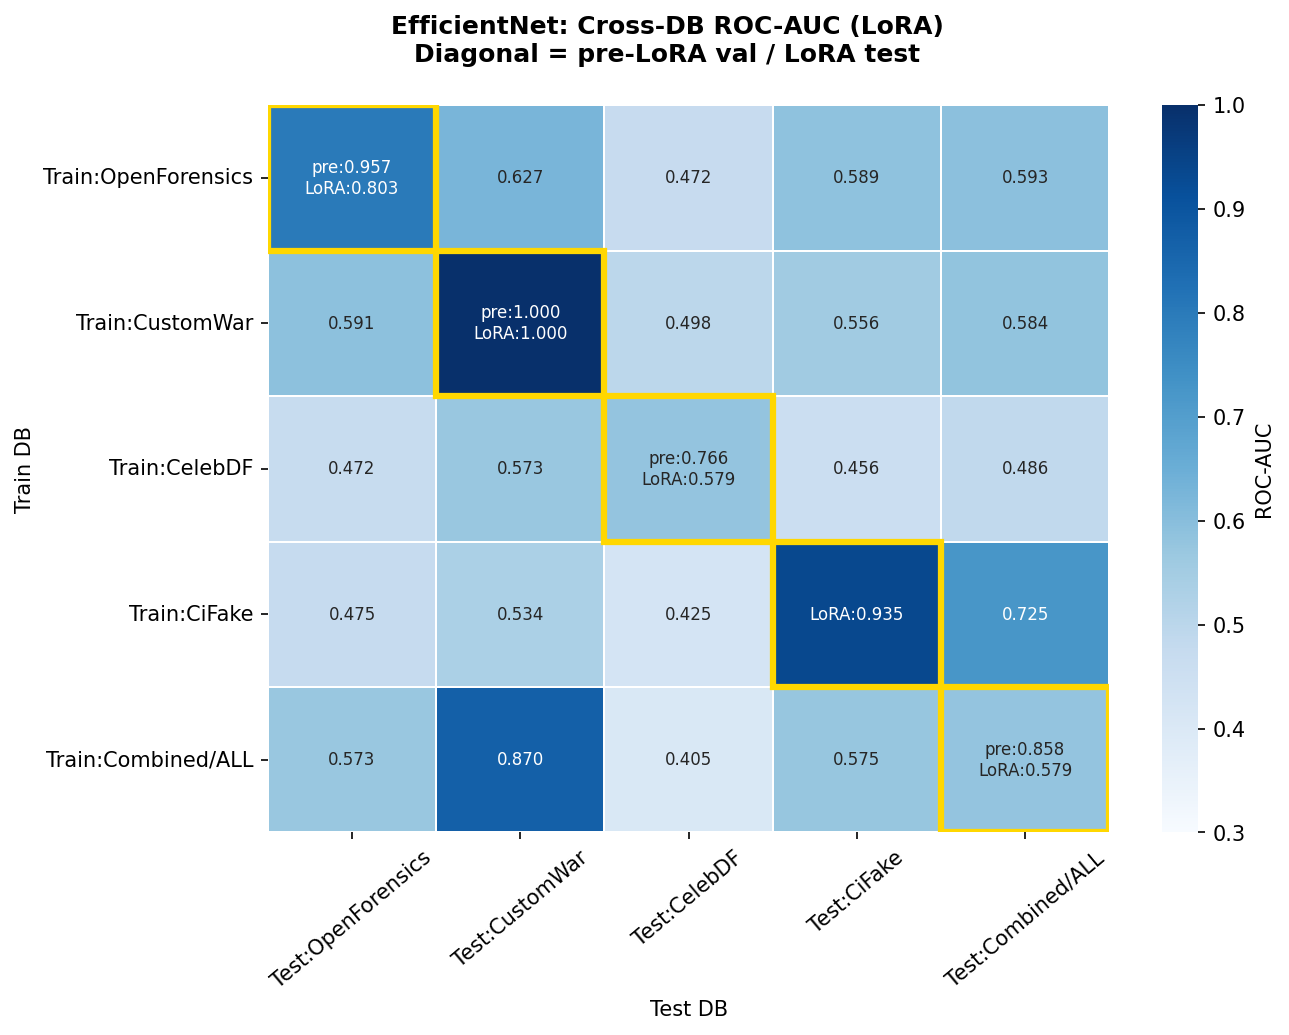 EfficientNet: Cross-DB ROC-AUC (LoRA)
Diagonal = pre-LoRA val / LoRA test
Train DB
Train:OpenForensics
pre:0.957
LoRA:0.803
0.627
0.472
0.589
0.593
Train:CustomWar
0.591
pre:1.000
LoRA:1.000
0.498
0.556
0.584
Train:CelebDF
0.472
0.573
pre:0.766
LoRA:0.579
0.456
0.486
Train:CiFake
0.475
0.534
0.425
LoRA:0.935
0.725
Train:Combined/ALL
0.573
0.870
0.405
0.575
pre:0.858
LoRA:0.579
Test:OpenForensics
Test:CustomWar
Test:CelebDF
Test:CiFake
Test:Combined/ALL
Test DB
1.0
0.9
0.8
0.7
0.6
0.5
0.4
0.3
ROC-AUC